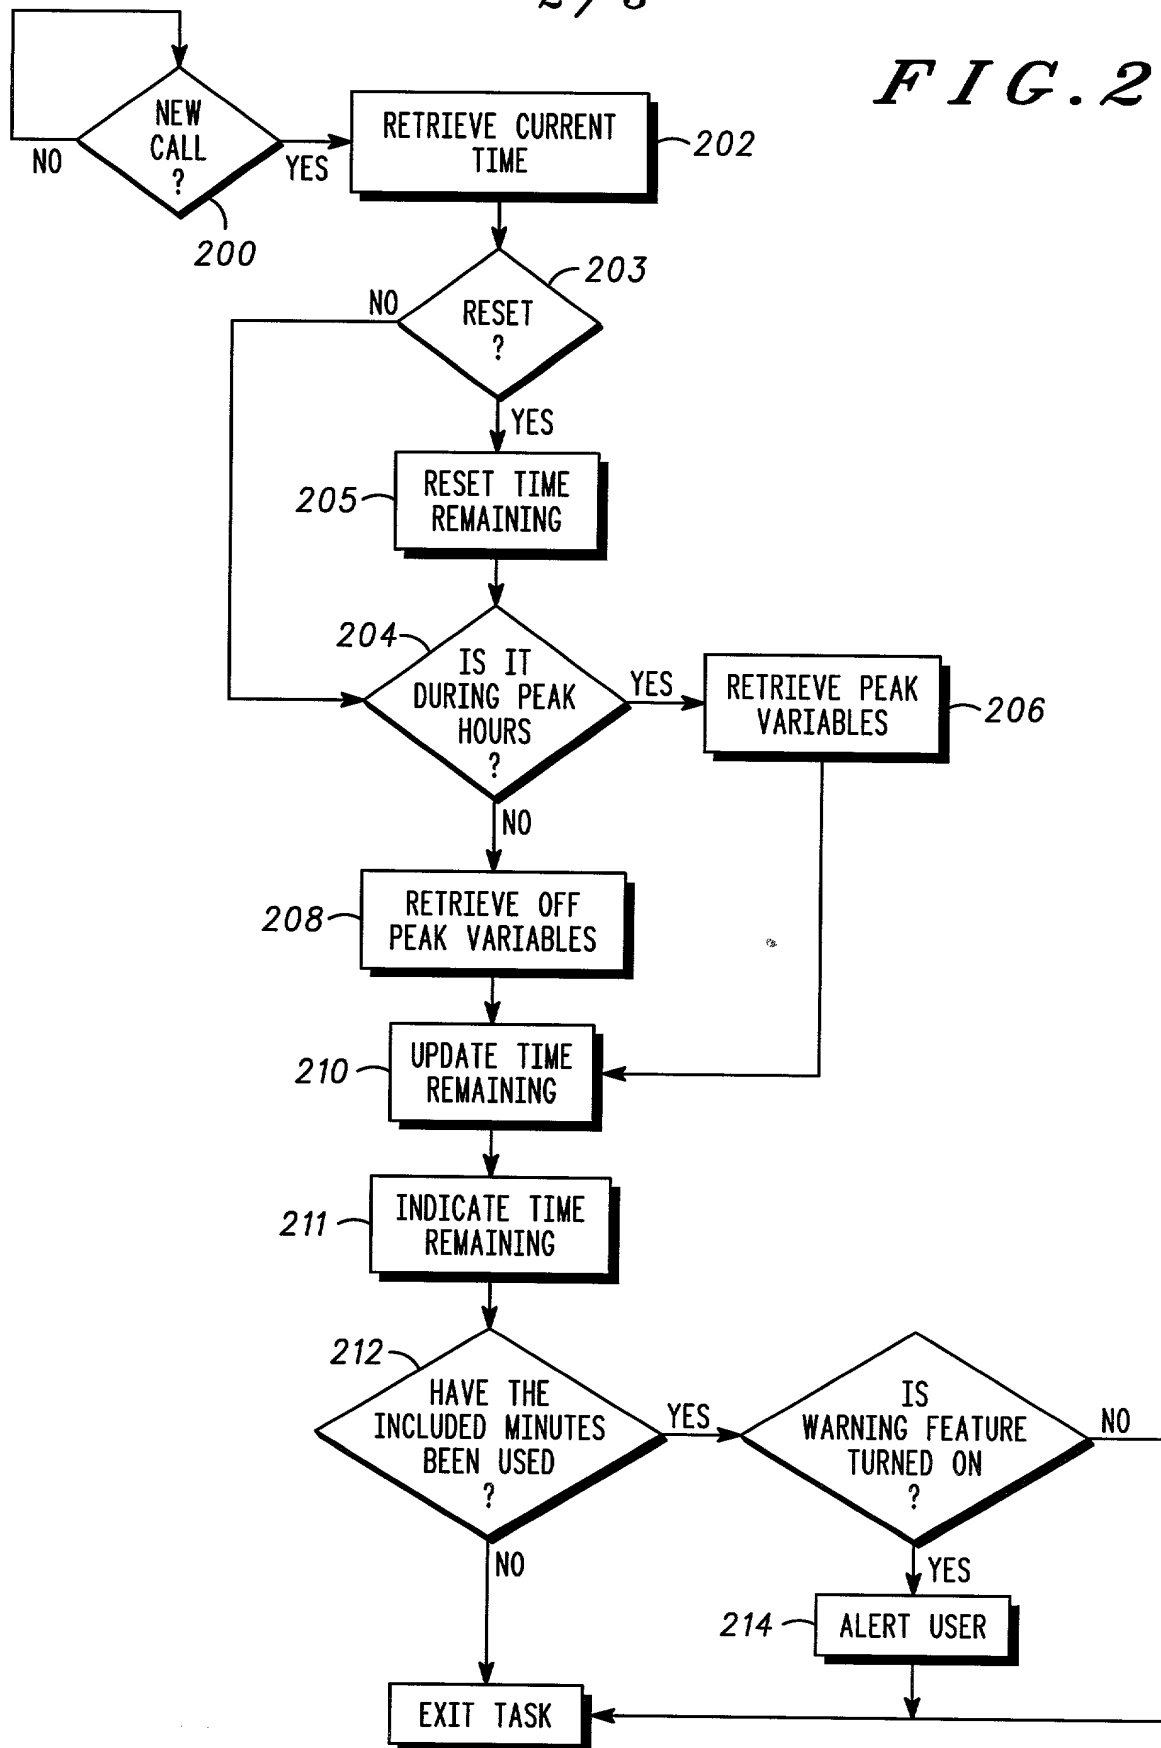 FIG.2
NEW
CALL
?
NO
YES
200
RETRIEVE CURRENT
TIME
202
RESET
?
203
NO
YES
RESET TIME
REMAINING
205
IS IT
DURING PEAK
HOURS
?
204
YES
NO
RETRIEVE PEAK
VARIABLES
206
RETRIEVE OFF
PEAK VARIABLES
208
UPDATE TIME
REMAINING
210
INDICATE TIME
REMAINING
211
HAVE THE
INCLUDED MINUTES
BEEN USED
?
212
YES
NO
IS
WARNING FEATURE
TURNED ON
?
NO
YES
ALERT USER
214
EXIT TASK